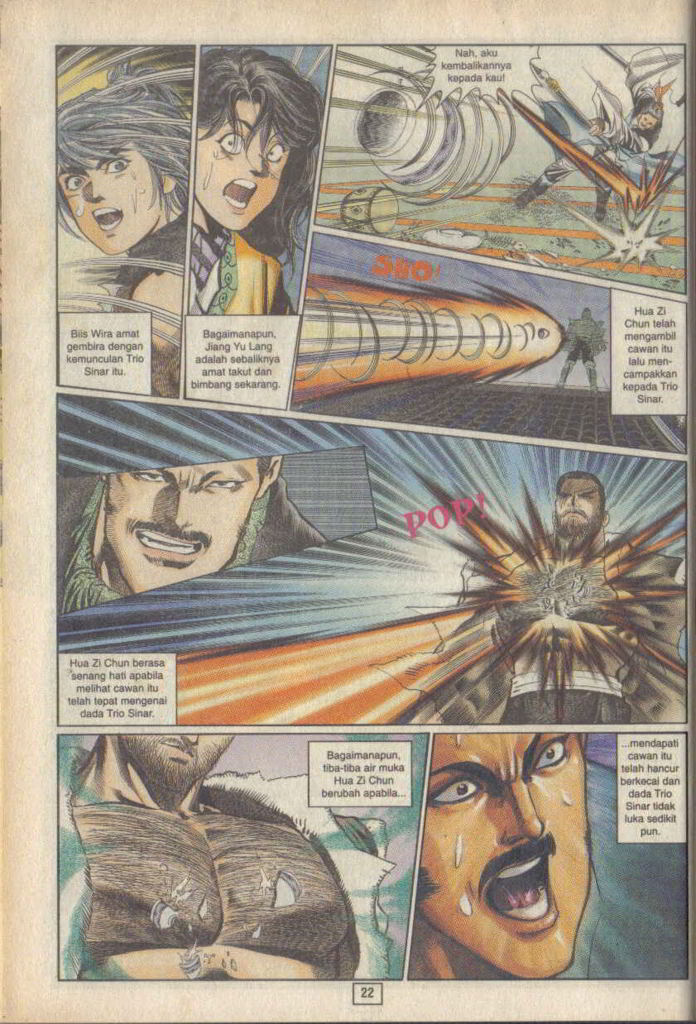 Biis Wira amat
gembira dengan
kemunculan Trio
Sinar itu.
Bagaimanapun,
Jiang Yu Lang
adalah sebaliknya
amat takut dan
bimbang sekarang.
Nah, aku
kembalikannya
kepada kau!
Hua Zi
Chun telah
mengambil
cawan itu
lalu men-
campakkan
kepada Trio
Sinar.
POP!
Hua Zi Chun berasa
senang hati apabila
melihat cawan itu
telah tepat mengenai
dada Trio Sinar.
Bagaimanapun,
tiba-tiba air muka
Hua Zi Chun
berubah apabila...
...mendapati
cawan itu
telah hancur
berkecai dan
dada Trio
Sinar tidak
luka sedikit
pun.
22